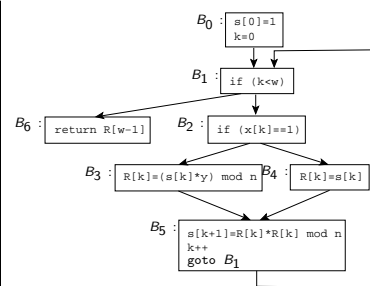 B0 :
s[0]=1
k=0
B1 :
if (k<w)
B6 :
return R[w-1]
B2 :
if (x[k]==1)
B3 :
R[k]=(s[k]*y) mod n
B4 :
R[k]=s[k]
B5 :
s[k+1]=R[k]*R[k] mod n
k++
goto B1